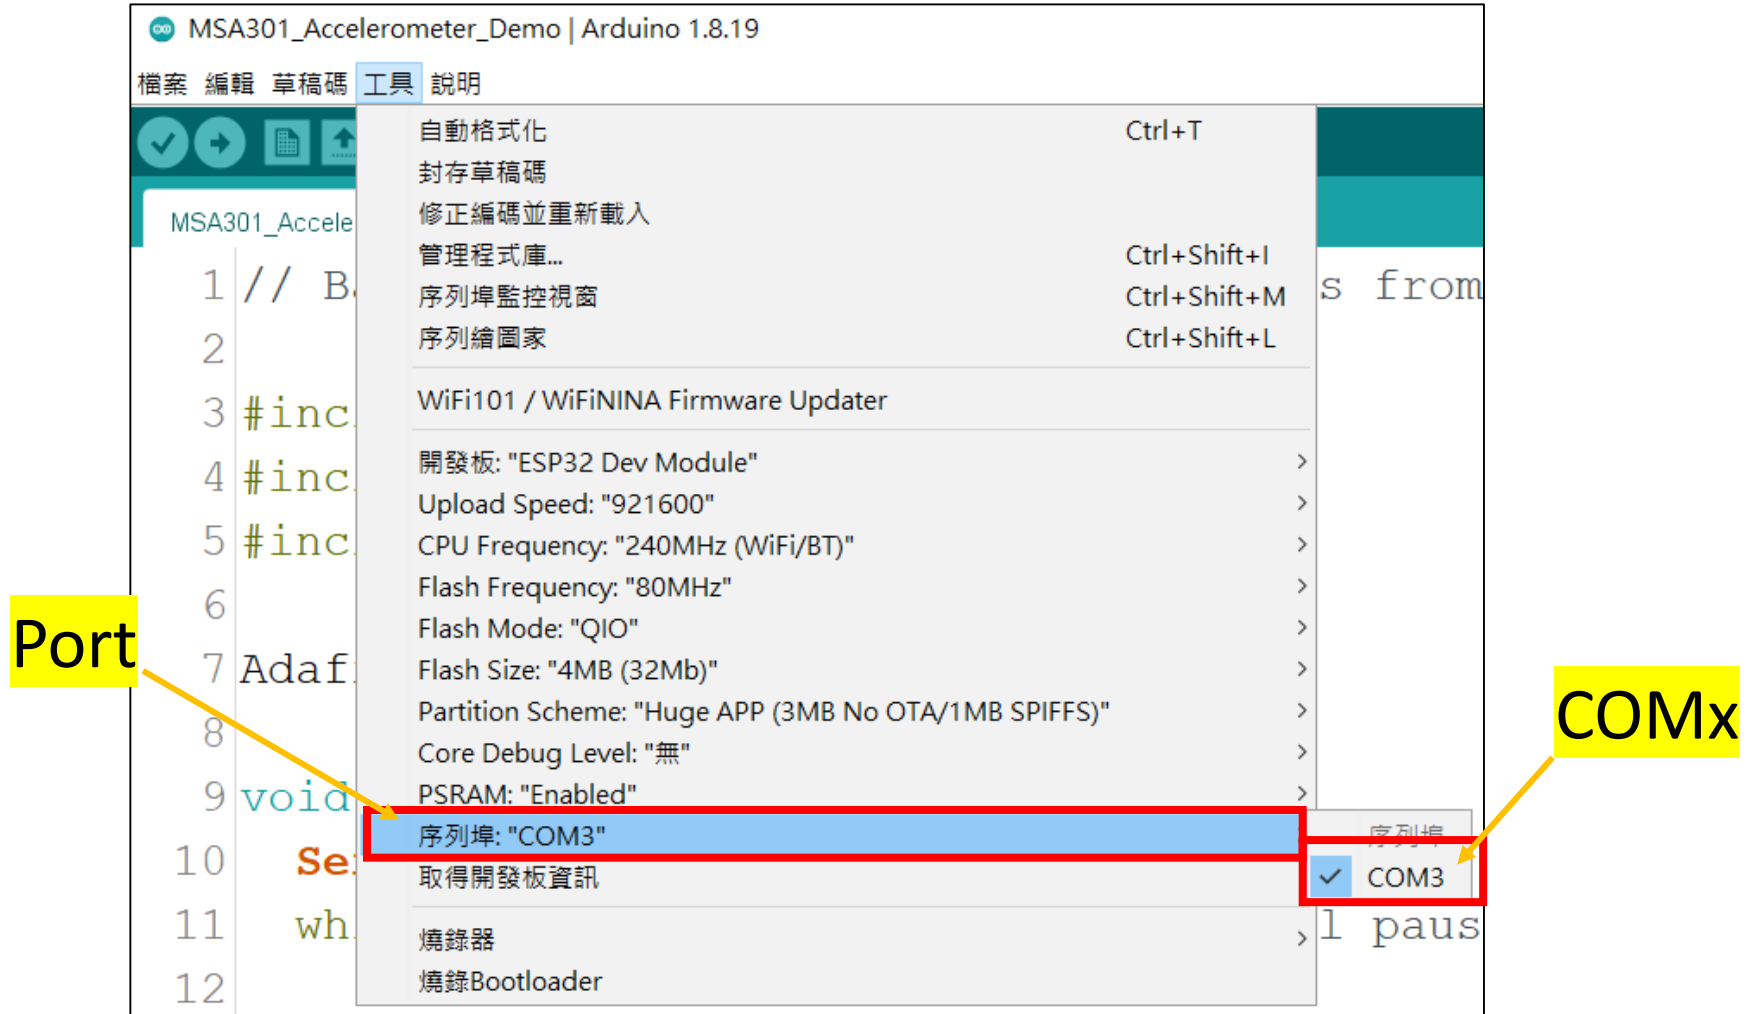 MSA301_Accelerometer_Demo | Arduino 1.8.19
檔案 編輯 草稿碼 工具 說明
自動格式化 Ctrl+T
封存草稿碼
修正編碼並重新載入
管理程式庫... Ctrl+Shift+I
序列埠監控視窗 Ctrl+Shift+M
序列繪圖家 Ctrl+Shift+L
WiFi101 / WiFiNINA Firmware Updater
開發板: "ESP32 Dev Module"
Upload Speed: "921600"
CPU Frequency: "240MHz (WiFi/BT)"
Flash Frequency: "80MHz"
Flash Mode: "QIO"
Flash Size: "4MB (32Mb)"
Partition Scheme: "Huge APP (3MB No OTA/1MB SPIFFS)"
Core Debug Level: "無"
PSRAM: "Enabled"
序列埠: "COM3"
取得開發板資訊
燒錄器
燒錄Bootloader
序列埠
COM3
MSA301_Accele
1 // Ba s from
2
3 #inc
4 #inc
5 #inc
6
7 Adaf
8
9 void
10 Se
11 wh l paus
12
Port
COMx